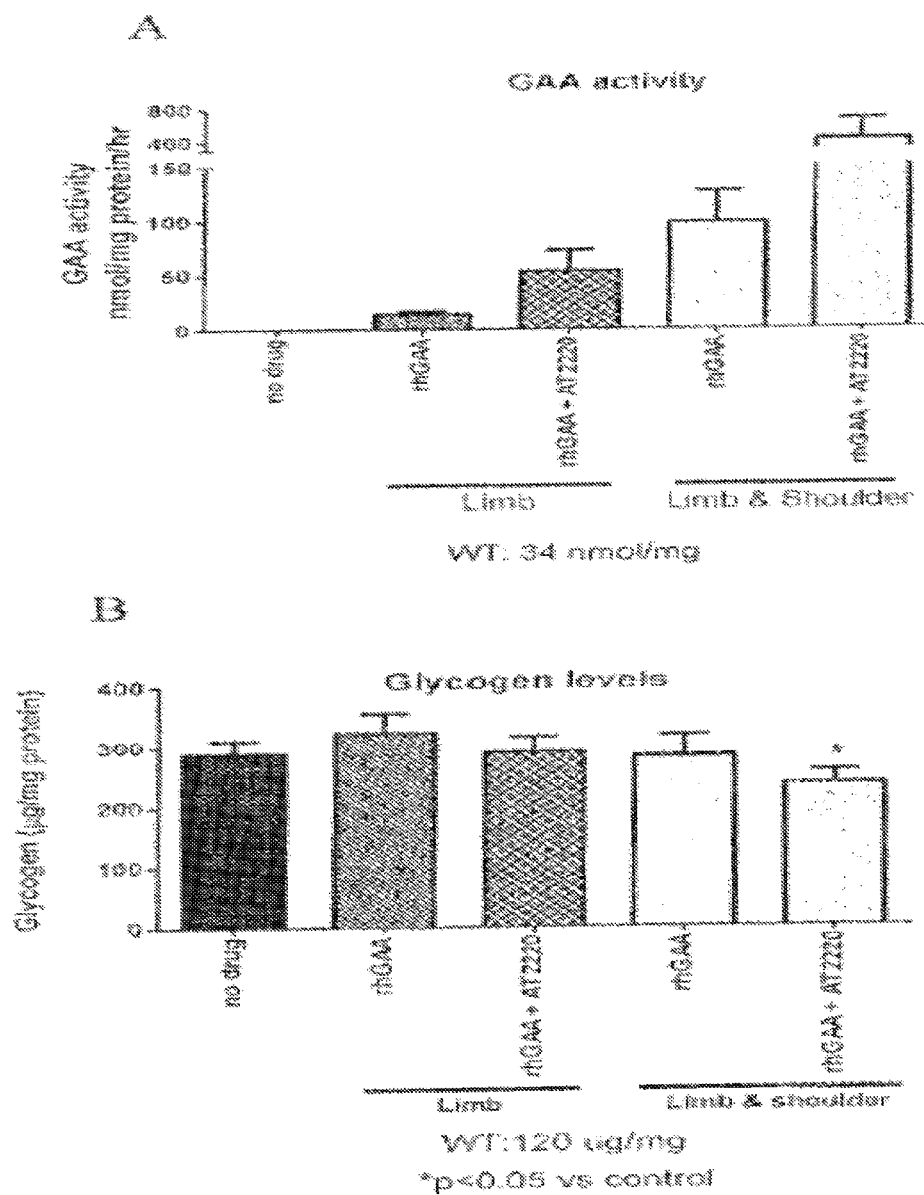 A
GAA activity
GAA activity
nmol/mg protein/hr
800
400
150
100
50
0
no drug
rhGAA
rhGAA + AT2220
rhGAA
rhGAA + AT2220
Limb
Limb & Shoulder
WT: 34 nmol/mg
B
Glycogen levels
Glycogen (µg/mg protein)
400
300
200
100
0
*
no drug
rhGAA
rhGAA + AT2220
rhGAA
rhGAA + AT2220
Limb
Limb & shoulder
WT:120 ug/mg
*p<0.05 vs control